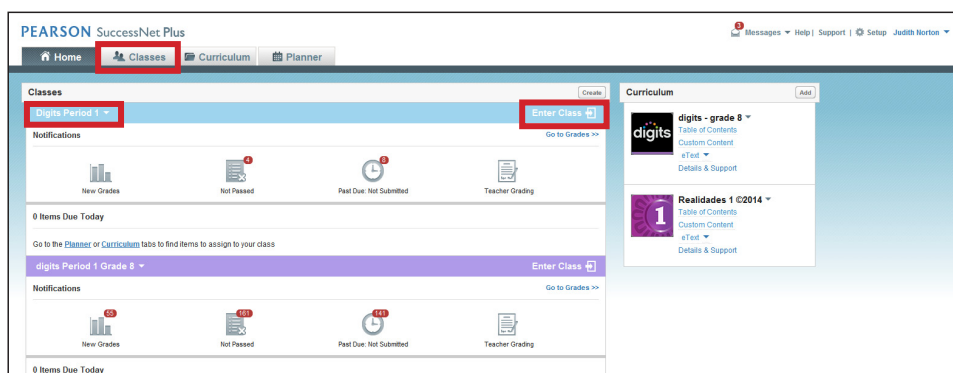 PEARSON SuccessNet Plus
3
Messages Help | Support | Setup Judith Norton
Home Classes Curriculum Planner
Classes Create
Digits Period 1 Enter Class
Notifications Go to Grades >>
4 8
New Grades Not Passed Past Due: Not Submitted Teacher Grading
0 Items Due Today
Go to the Planner or Curriculum tabs to find items to assign to your class
digits Period 1 Grade 8 Enter Class
Notifications Go to Grades >>
55 161 141
New Grades Not Passed Past Due: Not Submitted Teacher Grading
0 Items Due Today
Curriculum Add
digits
digits - grade 8
Table of Contents
Custom Content
eText
Details & Support
1
Realidades 1 ©2014
Table of Contents
Custom Content
eText
Details & Support